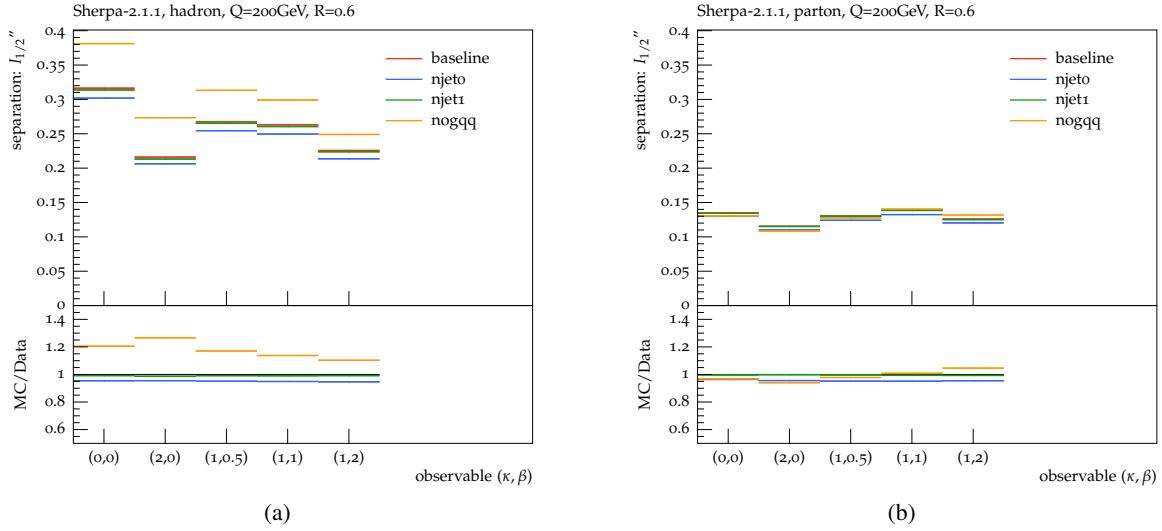 Sherpa-2.1.1, hadron, Q=200GeV, R=0.6
separation: I₁/₂″
0.4
0.35
0.3
0.25
0.2
0.15
0.1
0.05
0
baseline
njet0
njet1
nogqq
MC/Data
1.4
1.2
1
0.8
0.6
(0,0) (2,0) (1,0.5) (1,1) (1,2)
observable (κ, β)
(a)
Sherpa-2.1.1, parton, Q=200GeV, R=0.6
separation: I₁/₂″
0.4
0.35
0.3
0.25
0.2
0.15
0.1
0.05
0
baseline
njet0
njet1
nogqq
MC/Data
1.4
1.2
1
0.8
0.6
(0,0) (2,0) (1,0.5) (1,1) (1,2)
observable (κ, β)
(b)